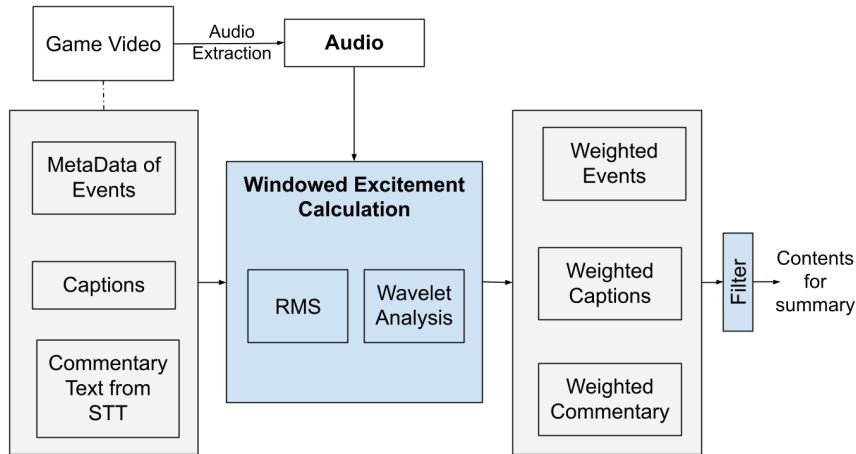 Game Video
Audio
Extraction
Audio
MetaData of
Events
Captions
Commentary
Text from
STT
Windowed Excitement
Calculation
RMS
Wavelet
Analysis
Weighted
Events
Weighted
Captions
Weighted
Commentary
Filter
Contents
for
summary